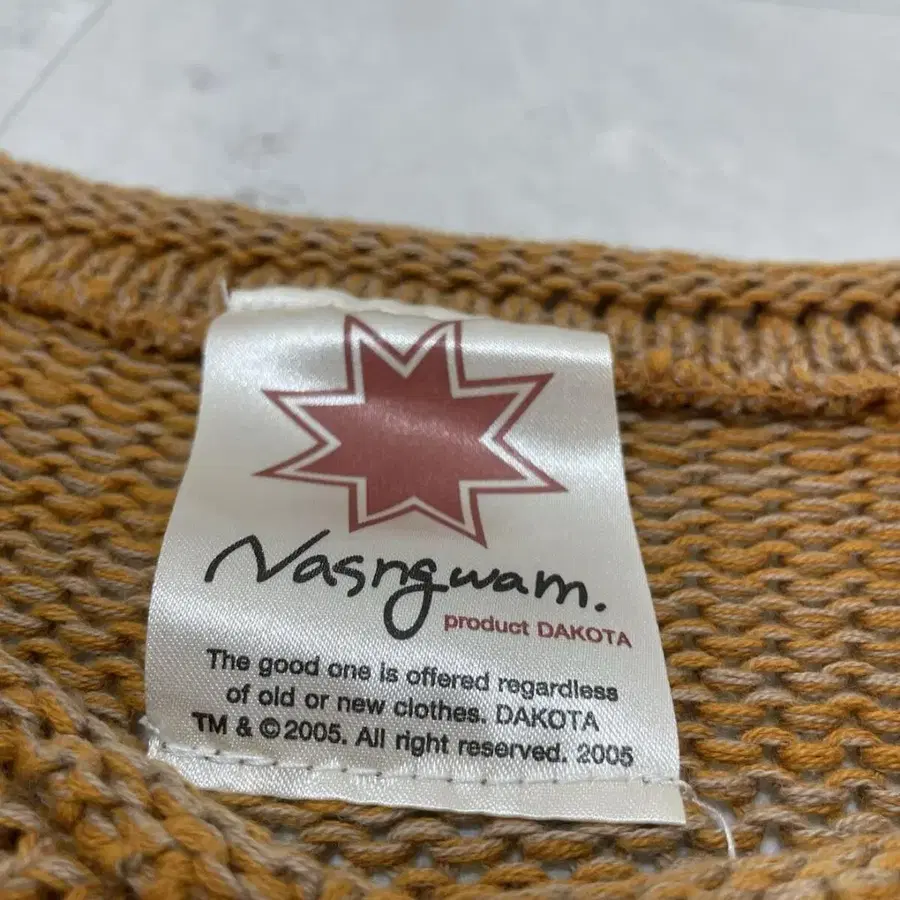 Nasngwam.
product DAKOTA
The good one is offered regardless
of old or new clothes. DAKOTA
TM & ©2005. All right reserved. 2005